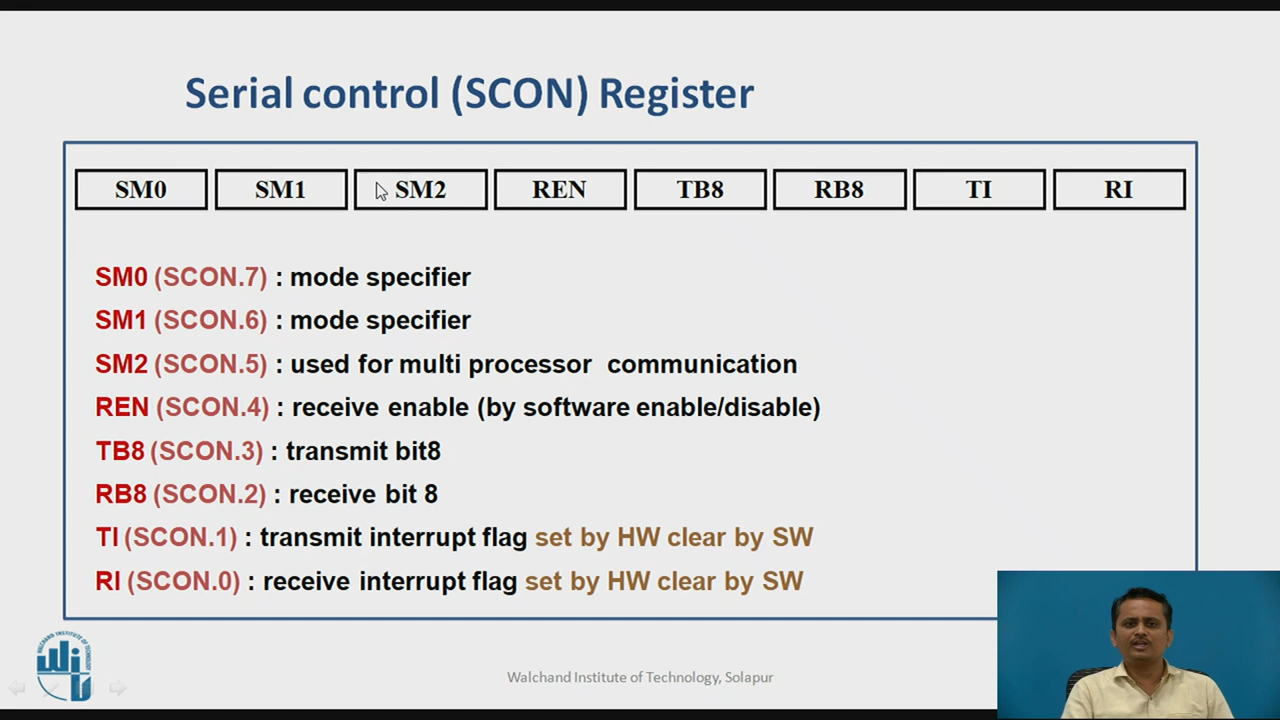 Serial control (SCON) Register
SM0 SM1 SM2 REN TB8 RB8 TI RI
SM0 (SCON.7) : mode specifier
SM1 (SCON.6) : mode specifier
SM2 (SCON.5) : used for multi processor communication
REN (SCON.4) : receive enable (by software enable/disable)
TB8 (SCON.3) : transmit bit8
RB8 (SCON.2) : receive bit 8
TI (SCON.1) : transmit interrupt flag set by HW clear by SW
RI (SCON.0) : receive interrupt flag set by HW clear by SW
WALCHAND INSTITUTE OF TECHNOLOGY
Walchand Institute of Technology, Solapur